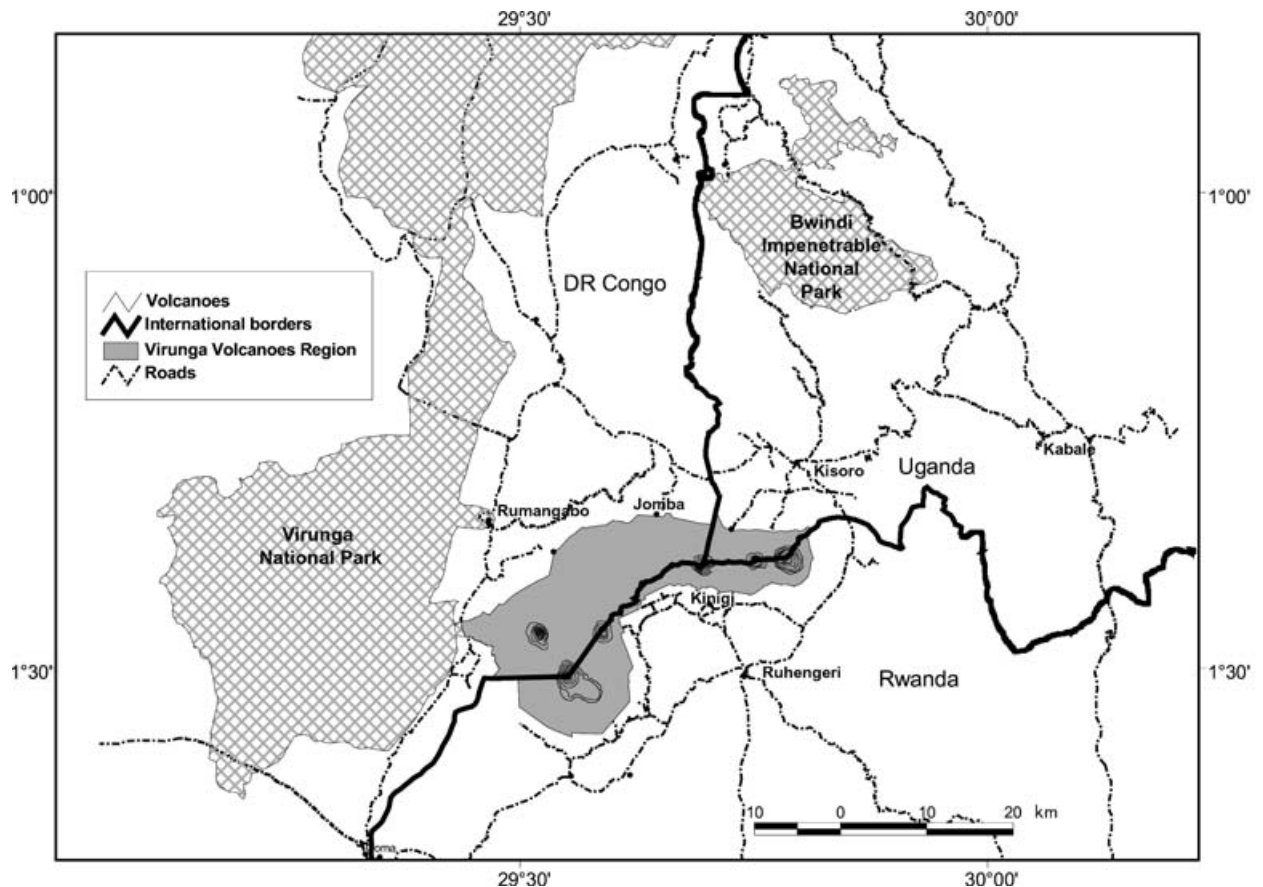 29°30'
30°00'
1°00'
1°00'
Bwindi
Impenetrable
National
Park
DR Congo
Volcanoes
International borders
Virunga Volcanoes Region
Roads
Kabale
Kisoro
Uganda
Rumangabo
Jomba
Virunga
National Park
Kinigi
1°30'
Ruhengeri
1°30'
Rwanda
10 0 10 20 km
29°30'
30°00'